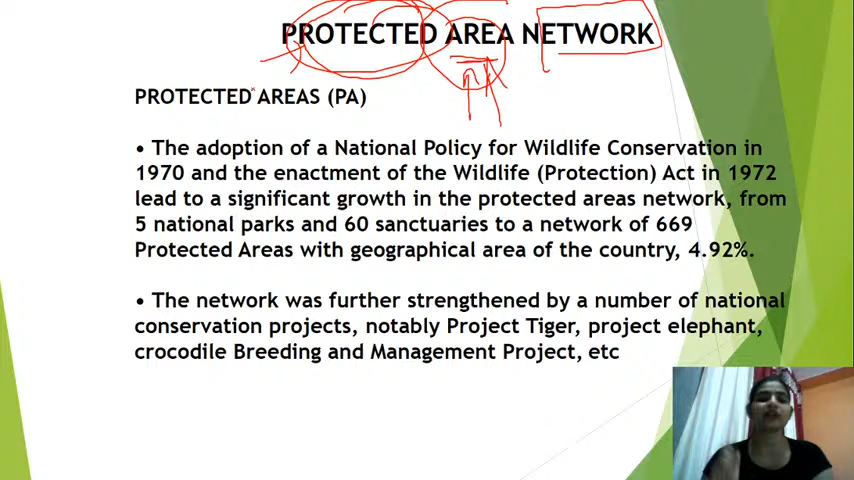 PROTECTED AREA NETWORK
PROTECTED AREAS (PA)
• The adoption of a National Policy for Wildlife Conservation in
1970 and the enactment of the Wildlife (Protection) Act in 1972
lead to a significant growth in the protected areas network, from
5 national parks and 60 sanctuaries to a network of 669
Protected Areas with geographical area of the country, 4.92%.
• The network was further strengthened by a number of national
conservation projects, notably Project Tiger, project elephant,
crocodile Breeding and Management Project, etc